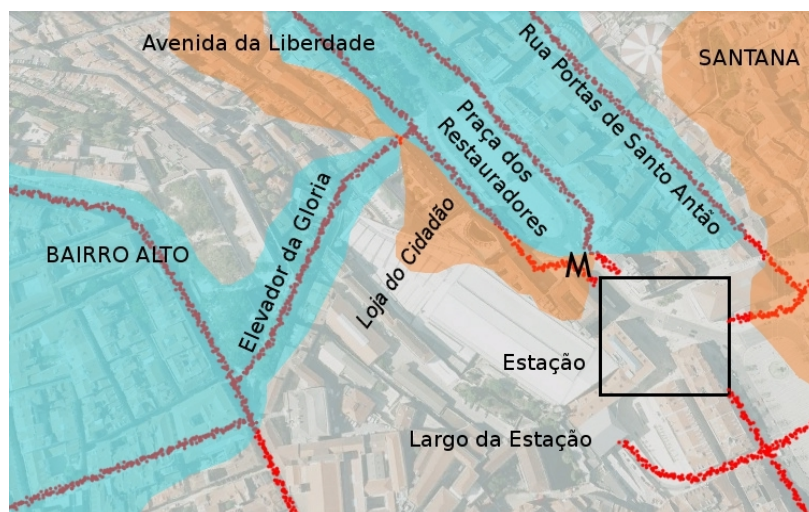 Avenida da Liberdade
SANTANA
Rua Portas de Santo Antão
Praça dos
Restauradores
BAIRRO ALTO
Elevador da Gloria
Loja do Cidadão
M
Estação
Largo da Estação